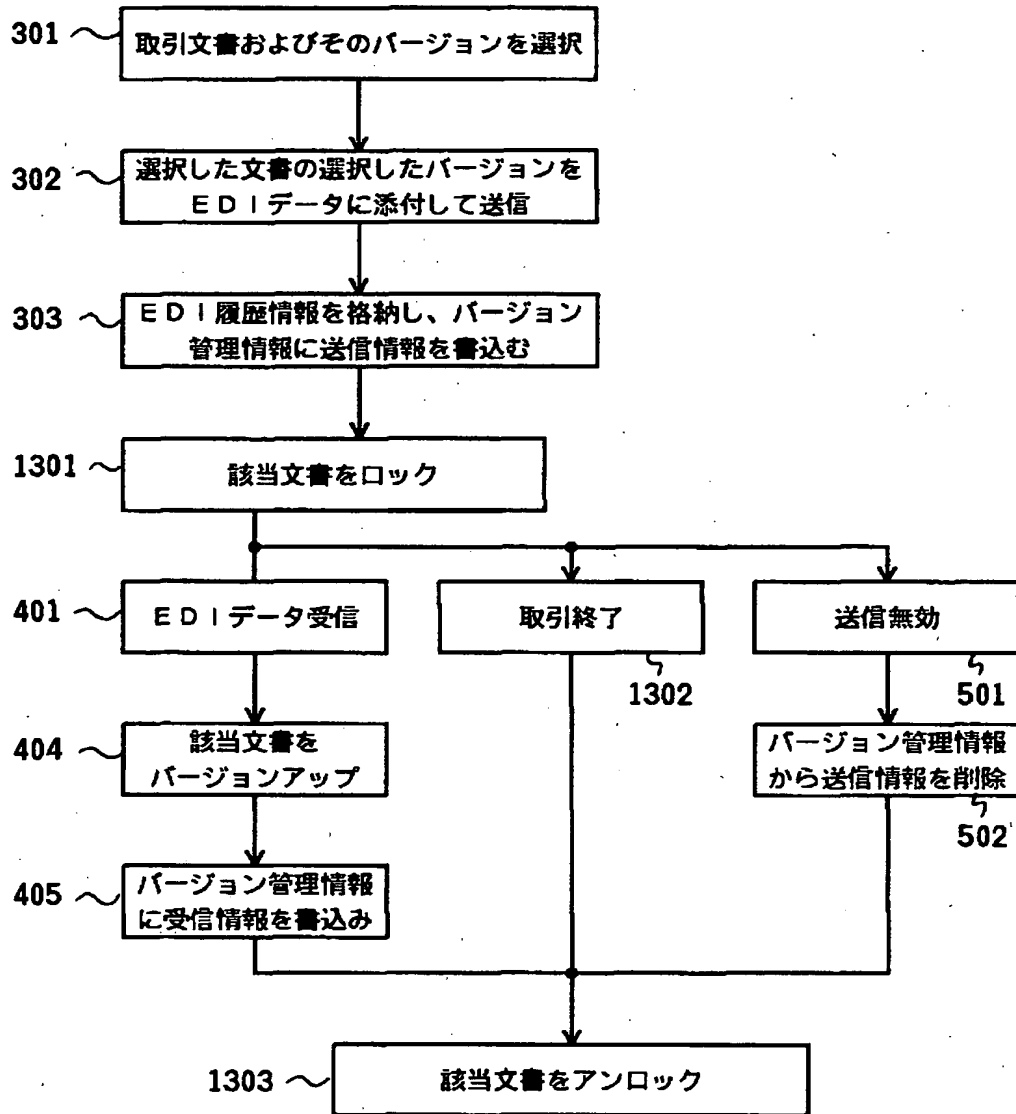 301
取引文書およびそのバージョンを選択
302
選択した文書の選択したバージョンを
EDIデータに添付して送信
303
EDI履歴情報を格納し、バージョン
管理情報に送信情報を書込む
1301
該当文書をロック
401
EDIデータ受信
取引終了
1302
送信無効
501
404
該当文書を
バージョンアップ
バージョン管理情報
から送信情報を削除
502
405
バージョン管理情報
に受信情報を書込み
1303
該当文書をアンロック